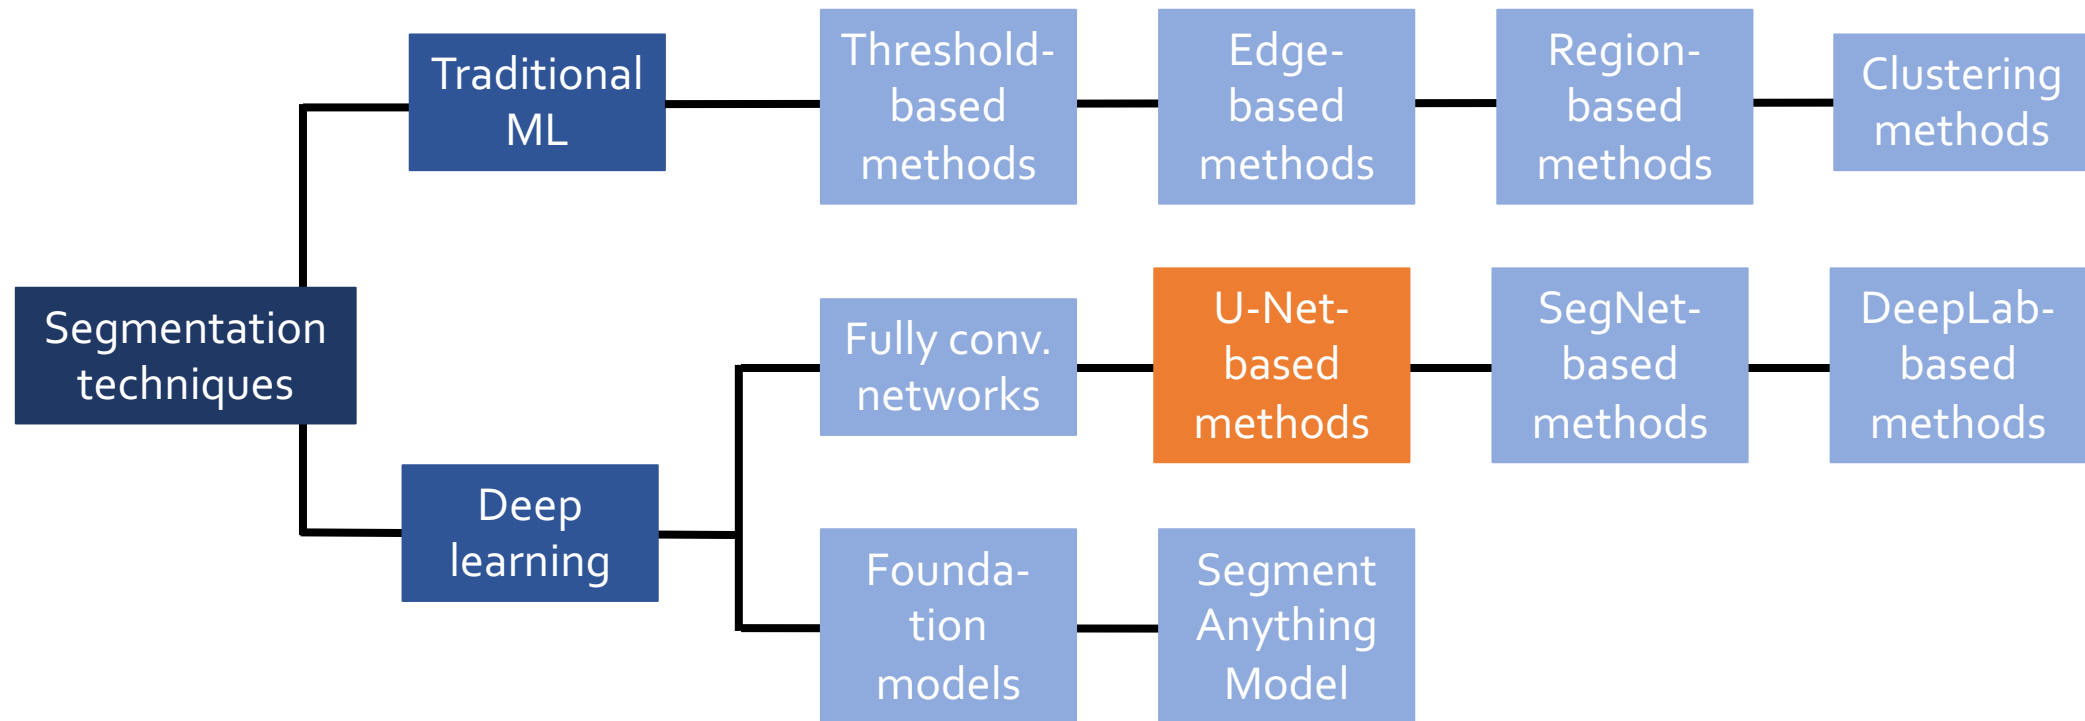 Traditional
ML
Threshold-
based
methods
Edge-
based
methods
Region-
based
methods
Clustering
methods
Segmentation
techniques
Fully conv.
networks
U-Net-
based
methods
SegNet-
based
methods
DeepLab-
based
methods
Deep
learning
Founda-
tion
models
Segment
Anything
Model